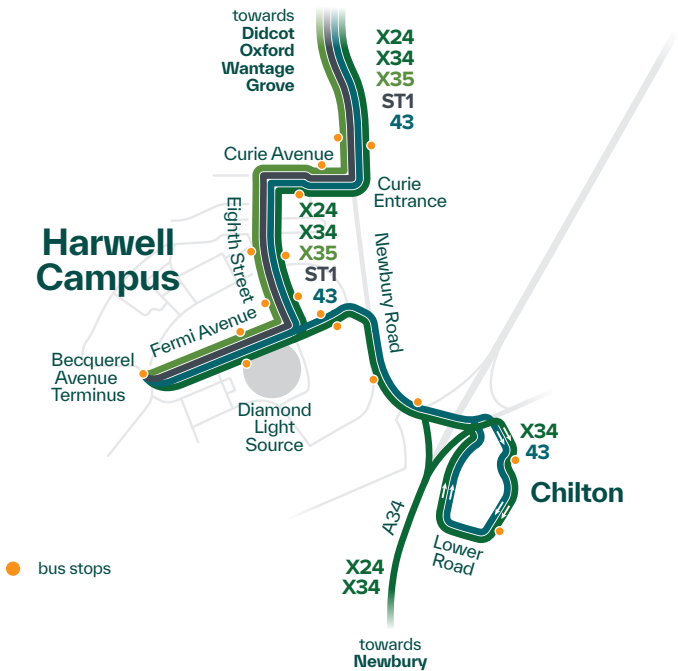 towards
Didcot
Oxford
Wantage
Grove
X24
X34
X35
ST1
43
Curie Avenue
Curie
Entrance
X24
X34
X35
ST1
43
Harwell
Campus
Eighth Street
Newbury Road
Fermi Avenue
Becquerel
Avenue
Terminus
Diamond
Light
Source
X34
43
Chilton
A34
Lower
Road
bus stops
X24
X34
towards
Newbury